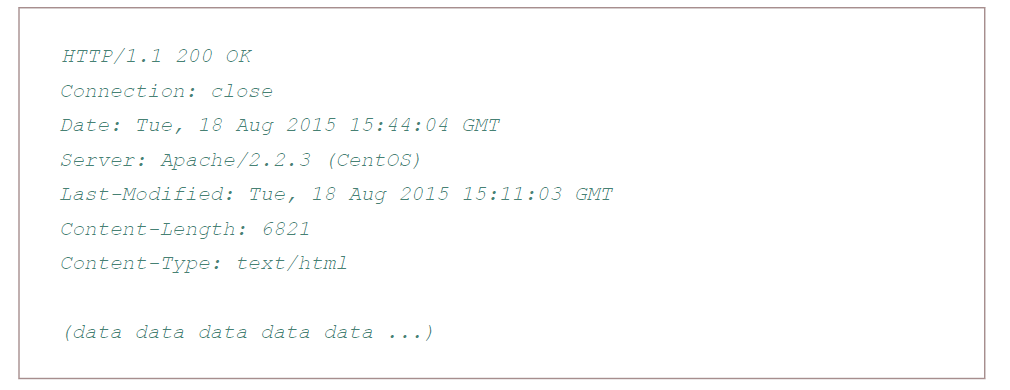 HTTP/1.1 200 OK
Connection: close
Date: Tue, 18 Aug 2015 15:44:04 GMT
Server: Apache/2.2.3 (CentOS)
Last-Modified: Tue, 18 Aug 2015 15:11:03 GMT
Content-Length: 6821
Content-Type: text/html
(data data data data data ...)